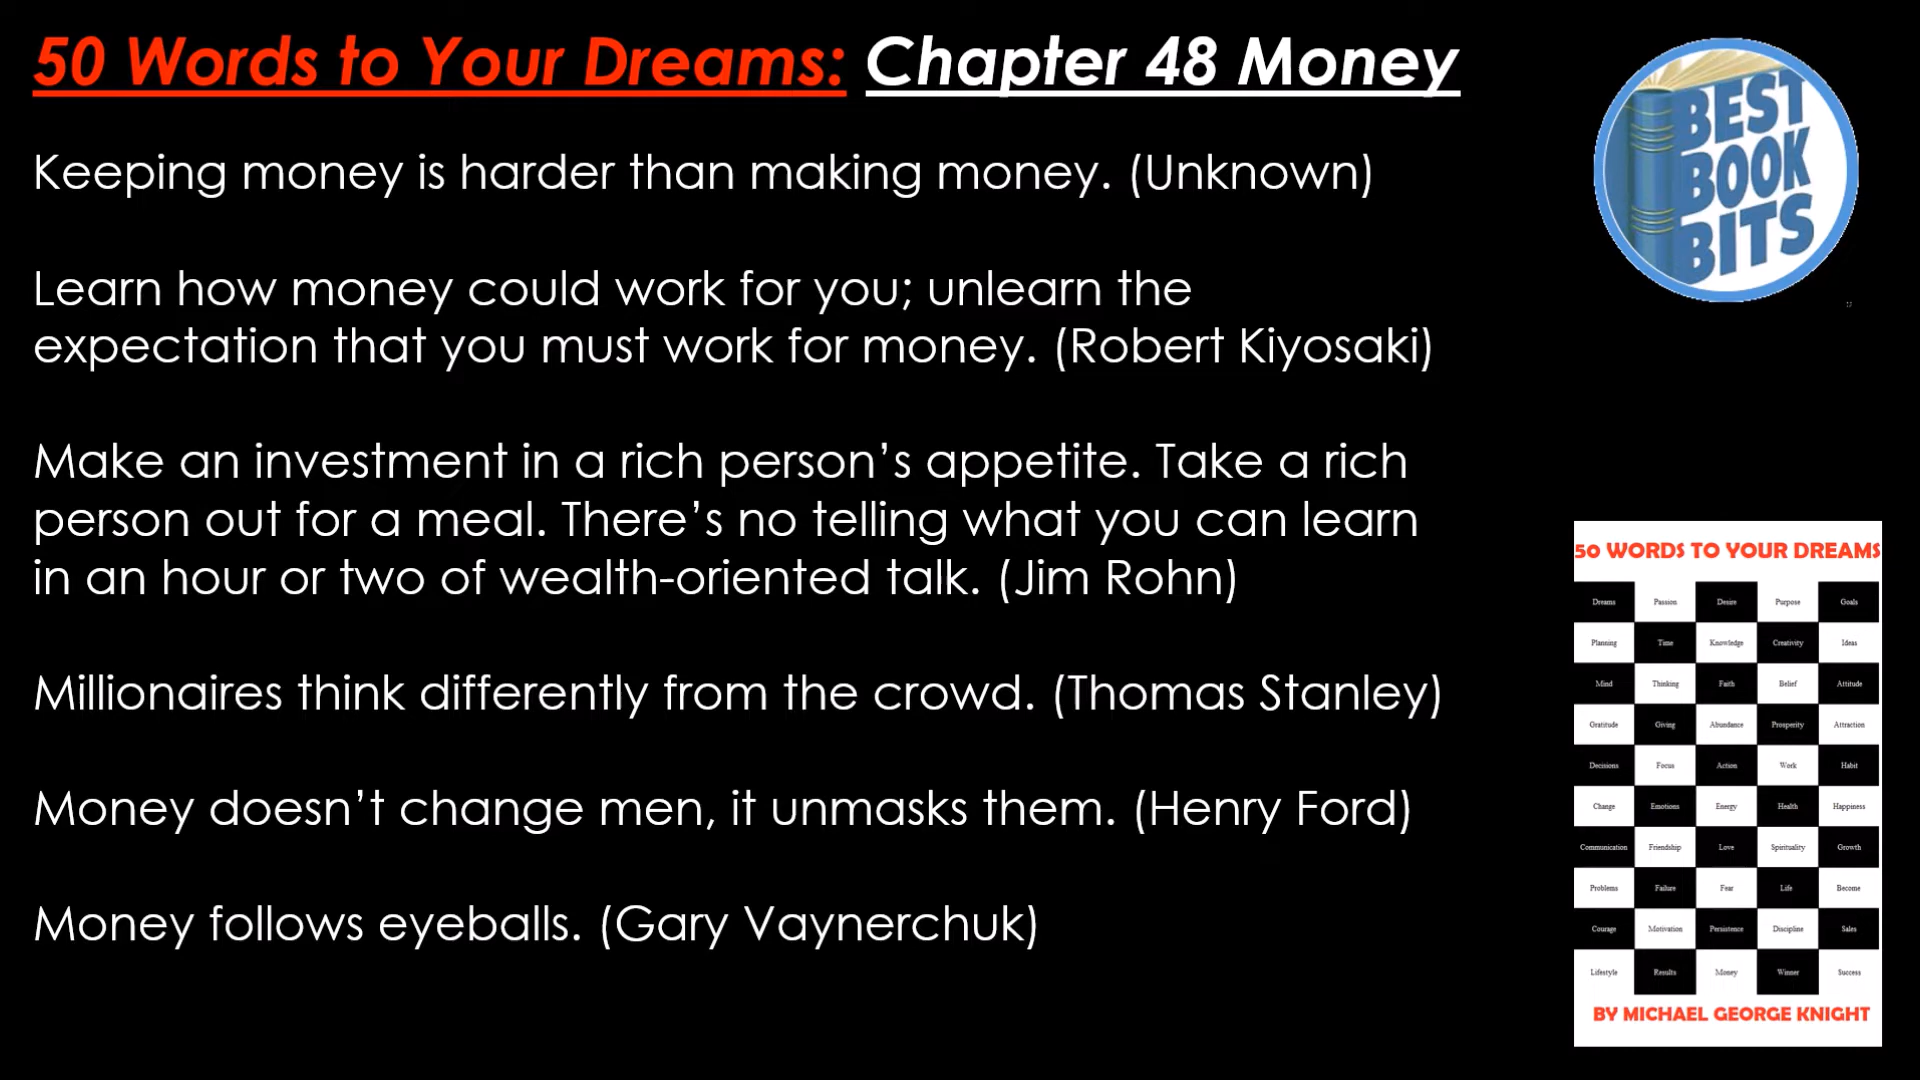 50 Words to Your Dreams: Chapter 48 Money
Keeping money is harder than making money. (Unknown)
Learn how money could work for you; unlearn the
expectation that you must work for money. (Robert Kiyosaki)
Make an investment in a rich person’s appetite. Take a rich
person out for a meal. There’s no telling what you can learn
in an hour or two of wealth-oriented talk. (Jim Rohn)
Millionaires think differently from the crowd. (Thomas Stanley)
Money doesn’t change men, it unmasks them. (Henry Ford)
Money follows eyeballs. (Gary Vaynerchuk)
BEST
BOOK
BITS
50 WORDS TO YOUR DREAMS
Dreams Passion Desire Purpose Goals
Planning Time Knowledge Creativity Ideas
Mind Thinking Faith Belief Attitude
Gratitude Giving Abundance Prosperity Attraction
Decisions Focus Action Work Habit
Change Emotions Energy Health Happiness
Communication Friendship Love Spirituality Growth
Problems Failure Fear Life Become
Courage Motivation Persistence Discipline Sales
Lifestyle Results Money Winner Success
BY MICHAEL GEORGE KNIGHT